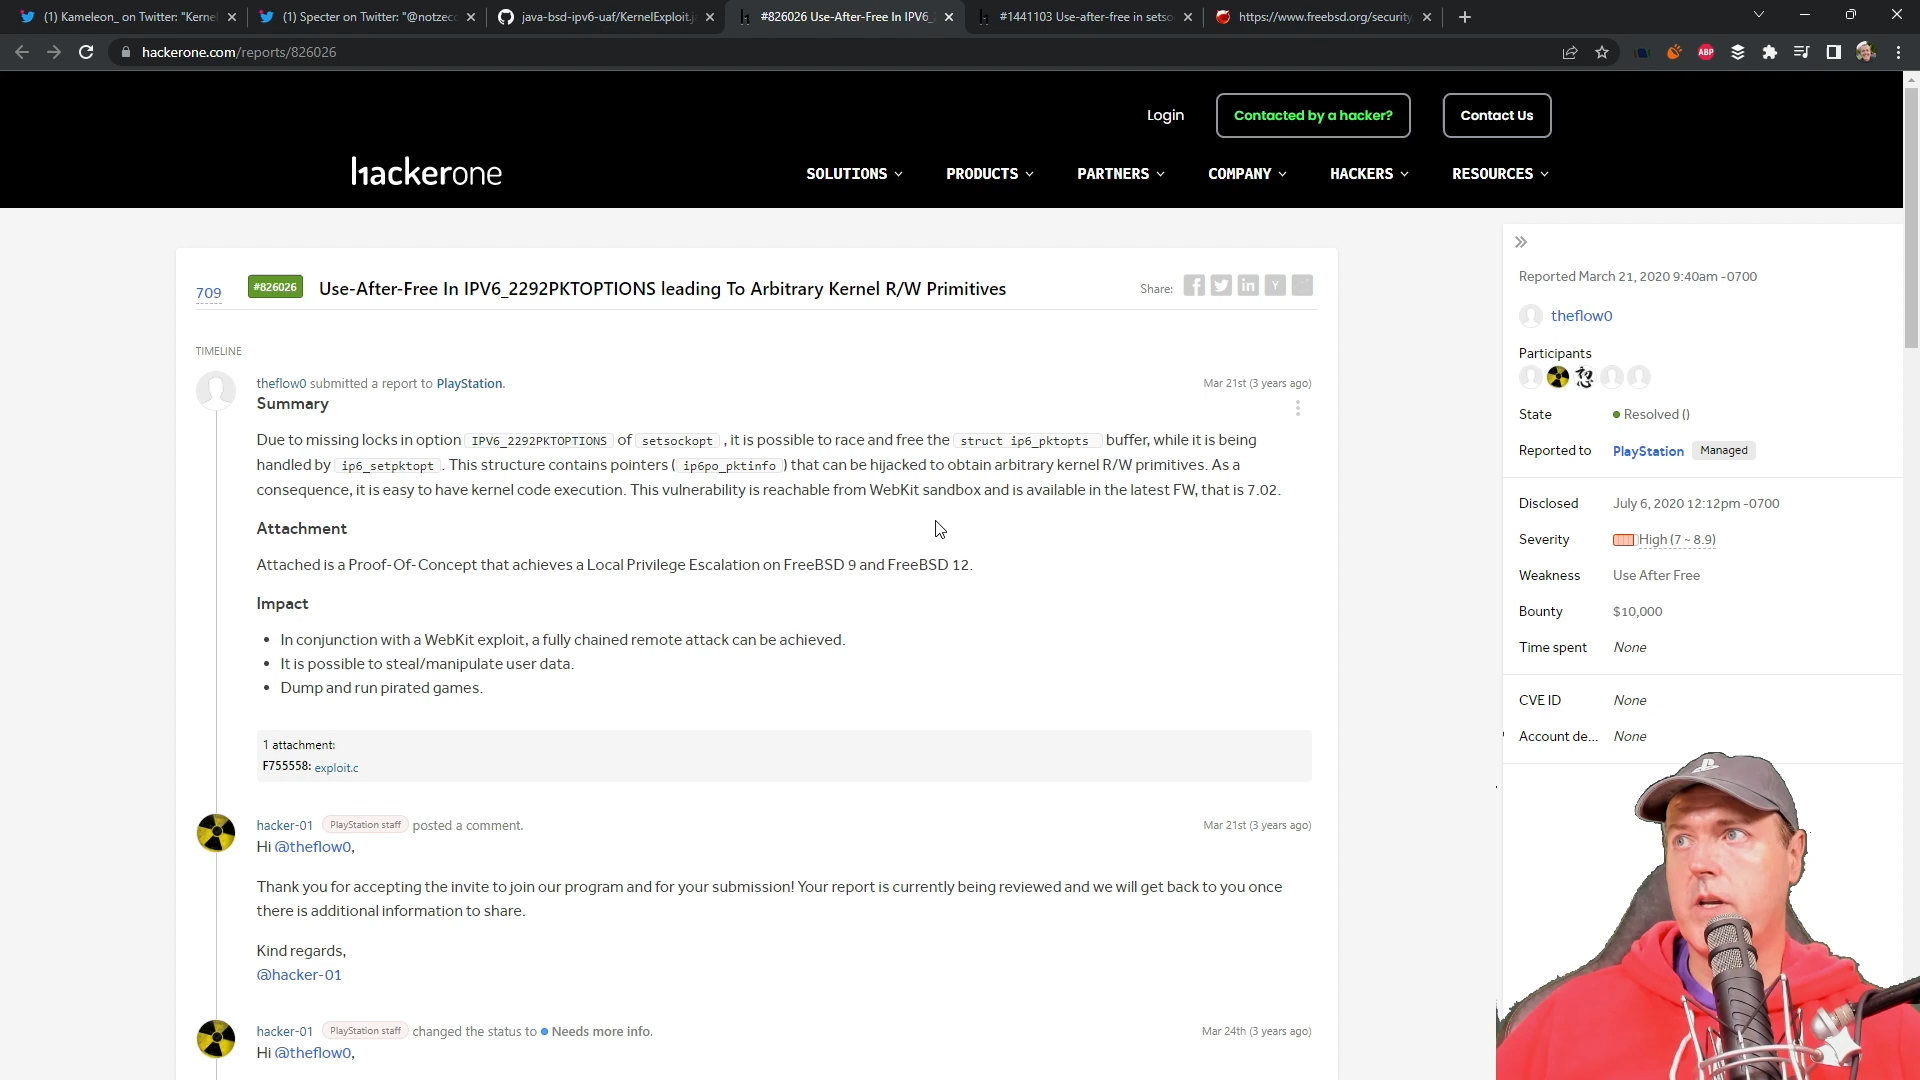 (1) Kameleon_ on Twitter: "Kernel
(1) Specter on Twitter: "@notzecc
java-bsd-ipv6-uaf/KernelExploit.j
#826026 Use-After-Free In IPV6_
#1441103 Use-after-free in setso
https://www.freebsd.org/security
hackerone.com/reports/826026
ABP
Login
Contacted by a hacker?
Contact Us
hackerone
SOLUTIONS
PRODUCTS
PARTNERS
COMPANY
HACKERS
RESOURCES
709
#826026
Use-After-Free In IPV6_2292PKTOPTIONS leading To Arbitrary Kernel R/W Primitives
Share:
TIMELINE
theflow0 submitted a report to PlayStation.
Mar 21st (3 years ago)
Summary
Due to missing locks in option IPV6_2292PKTOPTIONS of setsockopt , it is possible to race and free the struct ip6_pktopts buffer, while it is being
handled by ip6_setpktopt . This structure contains pointers ( ip6po_pktinfo ) that can be hijacked to obtain arbitrary kernel R/W primitives. As a
consequence, it is easy to have kernel code execution. This vulnerability is reachable from WebKit sandbox and is available in the latest FW, that is 7.02.
Attachment
Attached is a Proof-Of-Concept that achieves a Local Privilege Escalation on FreeBSD 9 and FreeBSD 12.
Impact
• In conjunction with a WebKit exploit, a fully chained remote attack can be achieved.
• It is possible to steal/manipulate user data.
• Dump and run pirated games.
1 attachment:
F755558: exploit.c
hacker-01 PlayStation staff posted a comment.
Mar 21st (3 years ago)
Hi @theflow0,
Thank you for accepting the invite to join our program and for your submission! Your report is currently being reviewed and we will get back to you once
there is additional information to share.
Kind regards,
@hacker-01
hacker-01 PlayStation staff changed the status to Needs more info.
Mar 24th (3 years ago)
Hi @theflow0,
Reported March 21, 2020 9:40am -0700
theflow0
Participants
State Resolved ()
Reported to PlayStation Managed
Disclosed July 6, 2020 12:12pm -0700
Severity High (7 ~ 8.9)
Weakness Use After Free
Bounty $10,000
Time spent None
CVE ID None
Account de... None